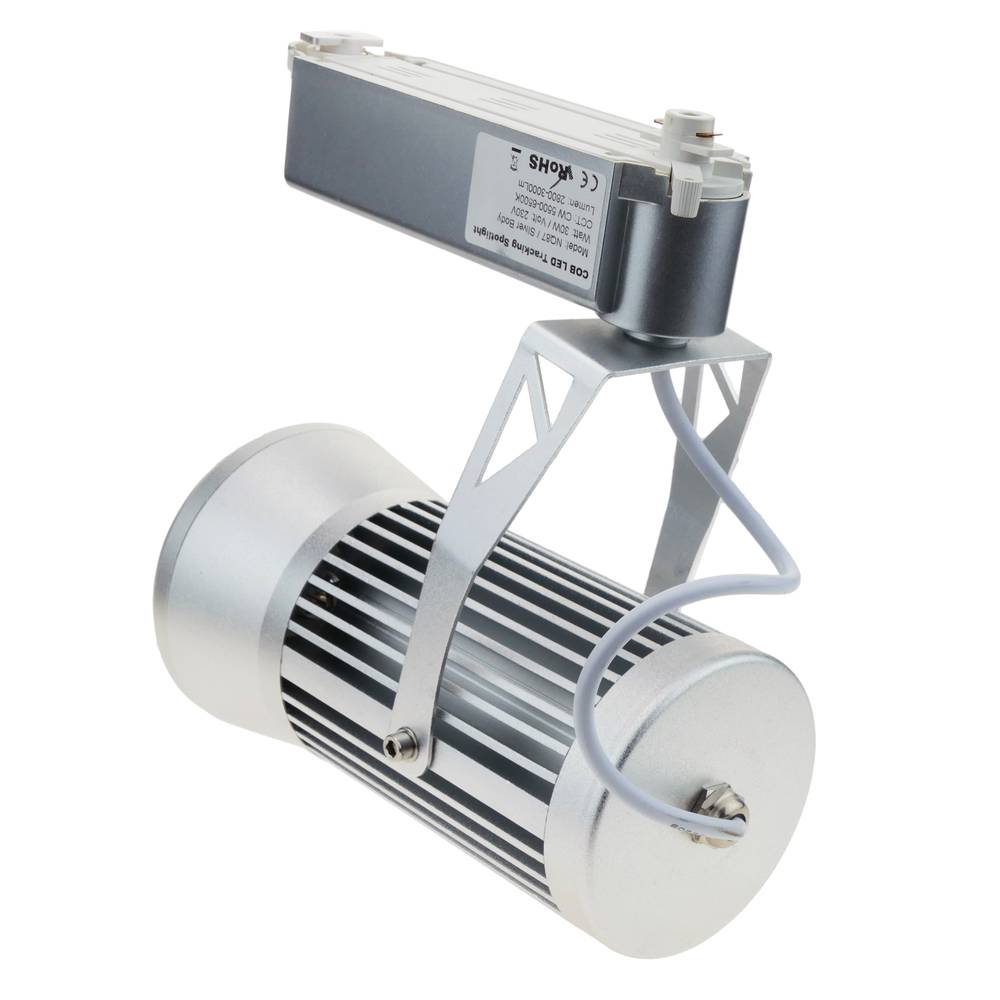 COB LED Tracking Spotlight
Model: NQ87 / Silver Body
Watt: 30W / Volt: 230V
CCT: CW 5500-6500K
Lumen: 2800-3000Lm
CE RoHS